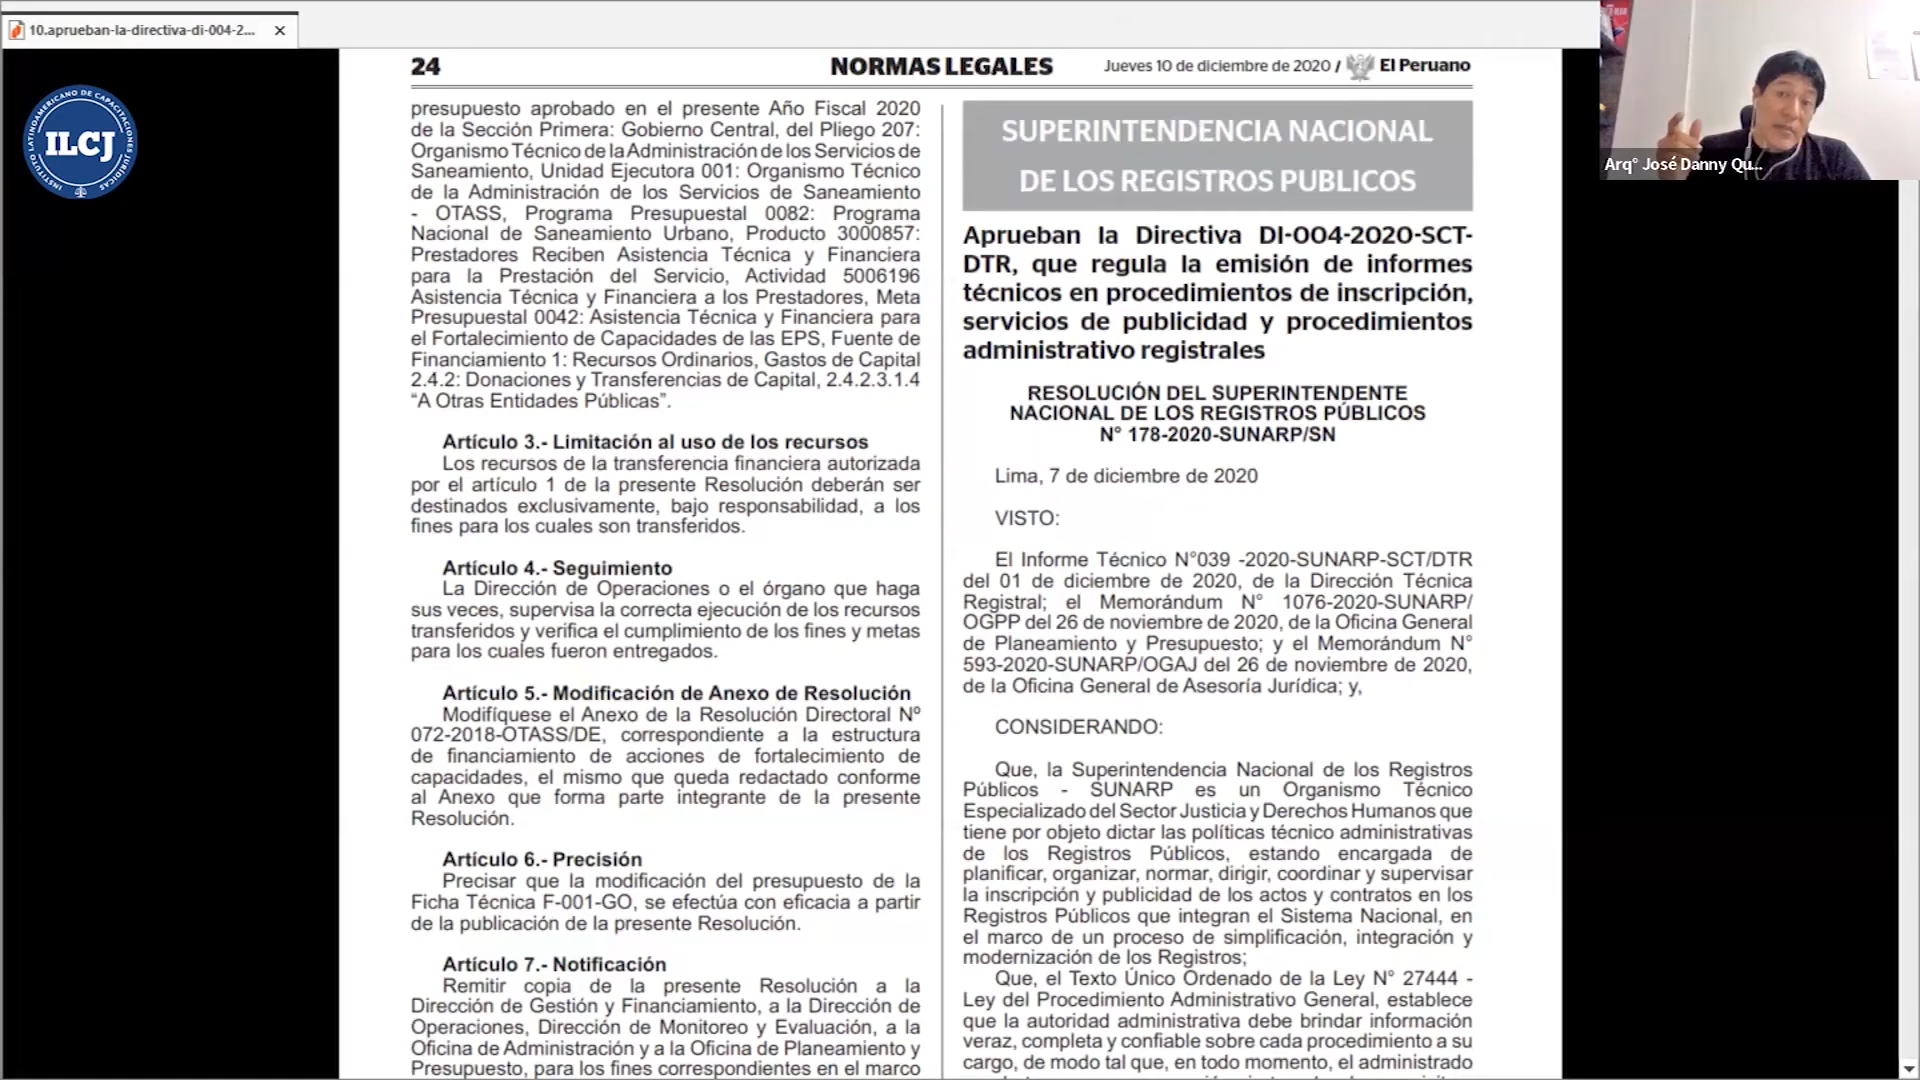 10.aprueban-la-directiva-di-004-2...
INSTITUTO LATINOAMERICANO DE CAPACITACIONES JURÍDICAS
ILCJ
24
NORMAS LEGALES
Jueves 10 de diciembre de 2020 / El Peruano
presupuesto aprobado en el presente Año Fiscal 2020
de la Sección Primera: Gobierno Central, del Pliego 207:
Organismo Técnico de la Administración de los Servicios de
Saneamiento, Unidad Ejecutora 001: Organismo Técnico
de la Administración de los Servicios de Saneamiento
- OTASS, Programa Presupuestal 0082: Programa
Nacional de Saneamiento Urbano, Producto 3000857:
Prestadores Reciben Asistencia Técnica y Financiera
para la Prestación del Servicio, Actividad 5006196
Asistencia Técnica y Financiera a los Prestadores, Meta
Presupuestal 0042: Asistencia Técnica y Financiera para
el Fortalecimiento de Capacidades de las EPS, Fuente de
Financiamiento 1: Recursos Ordinarios, Gastos de Capital
2.4.2: Donaciones y Transferencias de Capital, 2.4.2.3.1.4
“A Otras Entidades Públicas”.
Artículo 3.- Limitación al uso de los recursos
Los recursos de la transferencia financiera autorizada
por el artículo 1 de la presente Resolución deberán ser
destinados exclusivamente, bajo responsabilidad, a los
fines para los cuales son transferidos.
Artículo 4.- Seguimiento
La Dirección de Operaciones o el órgano que haga
sus veces, supervisa la correcta ejecución de los recursos
transferidos y verifica el cumplimiento de los fines y metas
para los cuales fueron entregados.
Artículo 5.- Modificación de Anexo de Resolución
Modifíquese el Anexo de la Resolución Directoral Nº
072-2018-OTASS/DE, correspondiente a la estructura
de financiamiento de acciones de fortalecimiento de
capacidades, el mismo que queda redactado conforme
al Anexo que forma parte integrante de la presente
Resolución.
Artículo 6.- Precisión
Precisar que la modificación del presupuesto de la
Ficha Técnica F-001-GO, se efectúa con eficacia a partir
de la publicación de la presente Resolución.
Artículo 7.- Notificación
Remitir copia de la presente Resolución a la
Dirección de Gestión y Financiamiento, a la Dirección de
Operaciones, Dirección de Monitoreo y Evaluación, a la
Oficina de Administración y a la Oficina de Planeamiento y
Presupuesto, para los fines correspondientes en el marco
SUPERINTENDENCIA NACIONAL
DE LOS REGISTROS PUBLICOS
Aprueban la Directiva DI-004-2020-SCT-
DTR, que regula la emisión de informes
técnicos en procedimientos de inscripción,
servicios de publicidad y procedimientos
administrativo registrales
RESOLUCIÓN DEL SUPERINTENDENTE
NACIONAL DE LOS REGISTROS PÚBLICOS
N° 178-2020-SUNARP/SN
Lima, 7 de diciembre de 2020
VISTO:
El Informe Técnico N°039 -2020-SUNARP-SCT/DTR
del 01 de diciembre de 2020, de la Dirección Técnica
Registral; el Memorándum N° 1076-2020-SUNARP/
OGPP del 26 de noviembre de 2020, de la Oficina General
de Planeamiento y Presupuesto; y el Memorándum N°
593-2020-SUNARP/OGAJ del 26 de noviembre de 2020,
de la Oficina General de Asesoría Jurídica; y,
CONSIDERANDO:
Que, la Superintendencia Nacional de los Registros
Públicos - SUNARP es un Organismo Técnico
Especializado del Sector Justicia y Derechos Humanos que
tiene por objeto dictar las políticas técnico administrativas
de los Registros Públicos, estando encargada de
planificar, organizar, normar, dirigir, coordinar y supervisar
la inscripción y publicidad de los actos y contratos en los
Registros Públicos que integran el Sistema Nacional, en
el marco de un proceso de simplificación, integración y
modernización de los Registros;
Que, el Texto Único Ordenado de la Ley N° 27444 -
Ley del Procedimiento Administrativo General, establece
que la autoridad administrativa debe brindar información
veraz, completa y confiable sobre cada procedimiento a su
cargo, de modo tal que, en todo momento, el administrado
Arq° José Danny Qu...